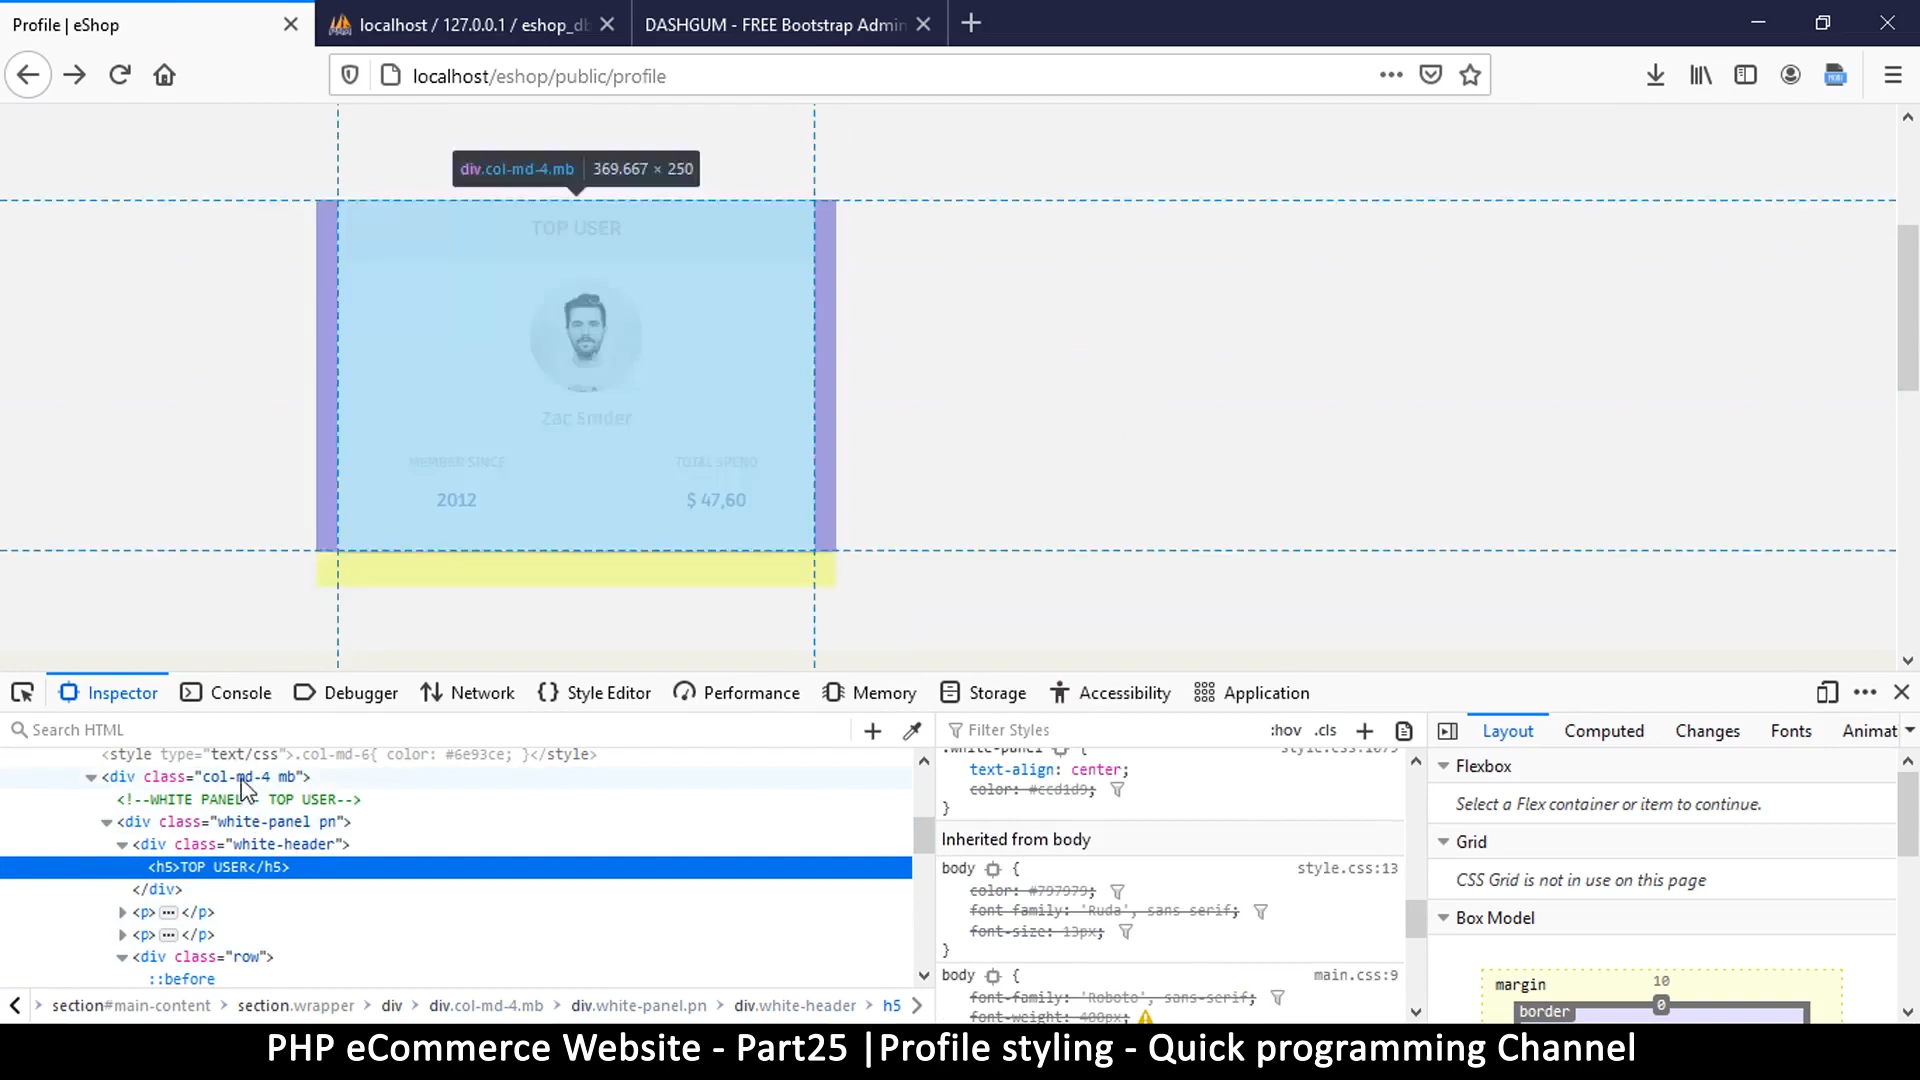 Profile | eShop
localhost / 127.0.0.1 / eshop_db
DASHGUM - FREE Bootstrap Admin
localhost/eshop/public/profile
div.col-md-4.mb 369.667 × 250
TOP USER
Zac Snider
MEMBER SINCE TOTAL SPEND
2012 $ 47,60
Inspector Console Debugger Network Style Editor Performance Memory Storage Accessibility Application
Search HTML
Filter Styles :hov .cls
Layout Computed Changes Fonts Animat
<style type="text/css">.col-md-6{ color: #6e93ce; }</style>
<div class="col-md-4 mb">
<!--WHITE PANEL - TOP USER-->
<div class="white-panel pn">
<div class="white-header">
<h5>TOP USER</h5>
</div>
<p> </p>
<p> </p>
<div class="row">
::before
.white-panel { style.css:1079
text-align: center;
color: #ccd1d9;
}
Inherited from body
body { style.css:13
color: #797979;
font-family: 'Ruda', sans-serif;
font-size: 13px;
}
body { main.css:9
font-family: 'Roboto', sans-serif;
font-weight: 400px;
Flexbox
Select a Flex container or item to continue.
Grid
CSS Grid is not in use on this page
Box Model
margin 10
border 0
section#main-content section.wrapper div div.col-md-4.mb div.white-panel.pn div.white-header h5
PHP eCommerce Website - Part25 |Profile styling - Quick programming Channel